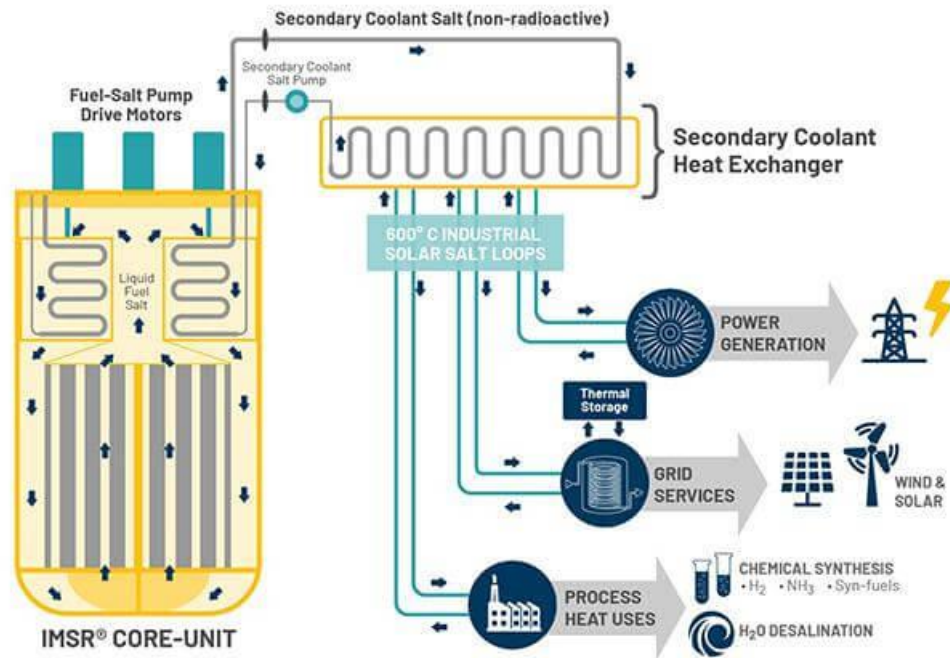 Secondary Coolant Salt (non-radioactive)
Secondary Coolant
Salt Pump
Fuel-Salt Pump
Drive Motors
Secondary Coolant
Heat Exchanger
600° C INDUSTRIAL
SOLAR SALT LOOPS
Liquid
Fuel
Salt
POWER
GENERATION
Thermal
Storage
GRID
SERVICES
WIND &
SOLAR
PROCESS
HEAT USES
CHEMICAL SYNTHESIS
• H₂ • NH₃ • Syn-fuels
H₂O DESALINATION
IMSR® CORE-UNIT